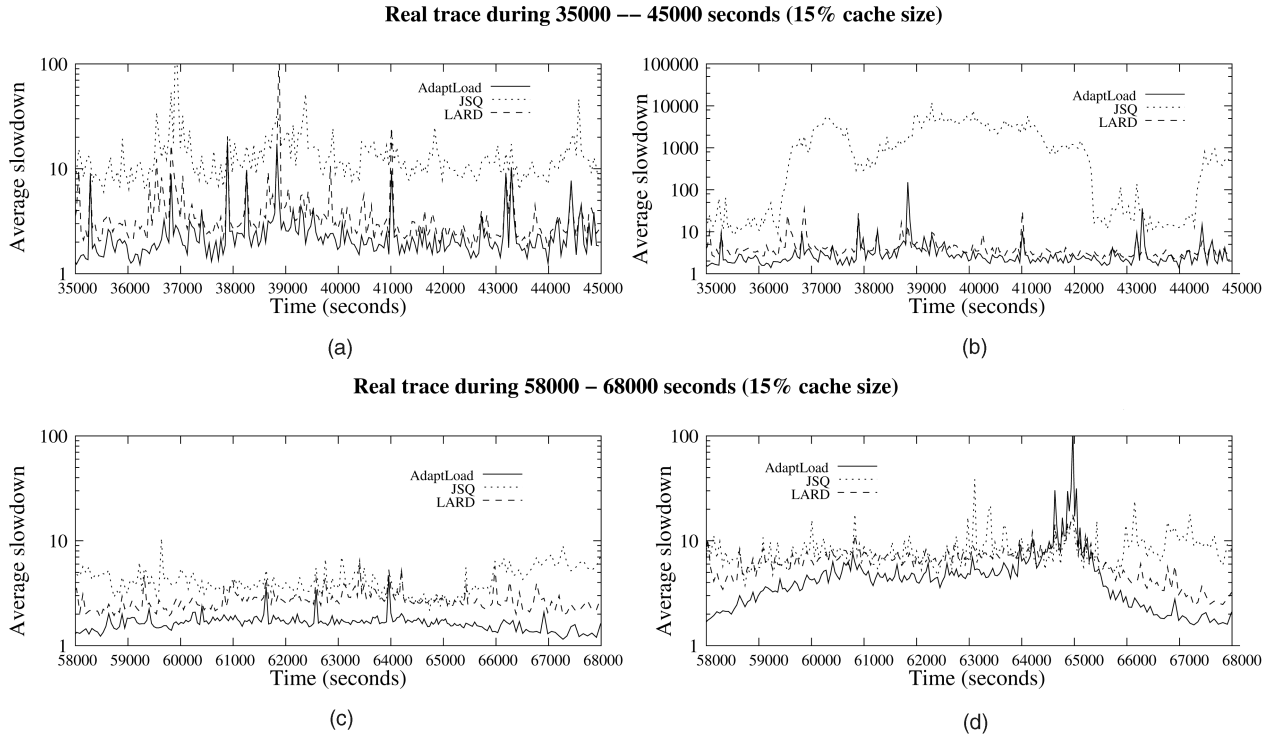 Real trace during 35000 −− 45000 seconds (15% cache size)
100
10
1
Average slowdown
AdaptLoad
JSQ
LARD
35000 36000 37000 38000 39000 40000 41000 42000 43000 44000 45000
Time (seconds)
(a)
100000
10000
1000
100
10
1
Average slowdown
AdaptLoad
JSQ
LARD
35000 36000 37000 38000 39000 40000 41000 42000 43000 44000 45000
Time (seconds)
(b)
Real trace during 58000 − 68000 seconds (15% cache size)
100
10
1
Average slowdown
AdaptLoad
JSQ
LARD
58000 59000 60000 61000 62000 63000 64000 65000 66000 67000 68000
Time (seconds)
(c)
100
10
1
Average slowdown
AdaptLoad
JSQ
LARD
58000 59000 60000 61000 62000 63000 64000 65000 66000 67000 68000
Time (seconds)
(d)